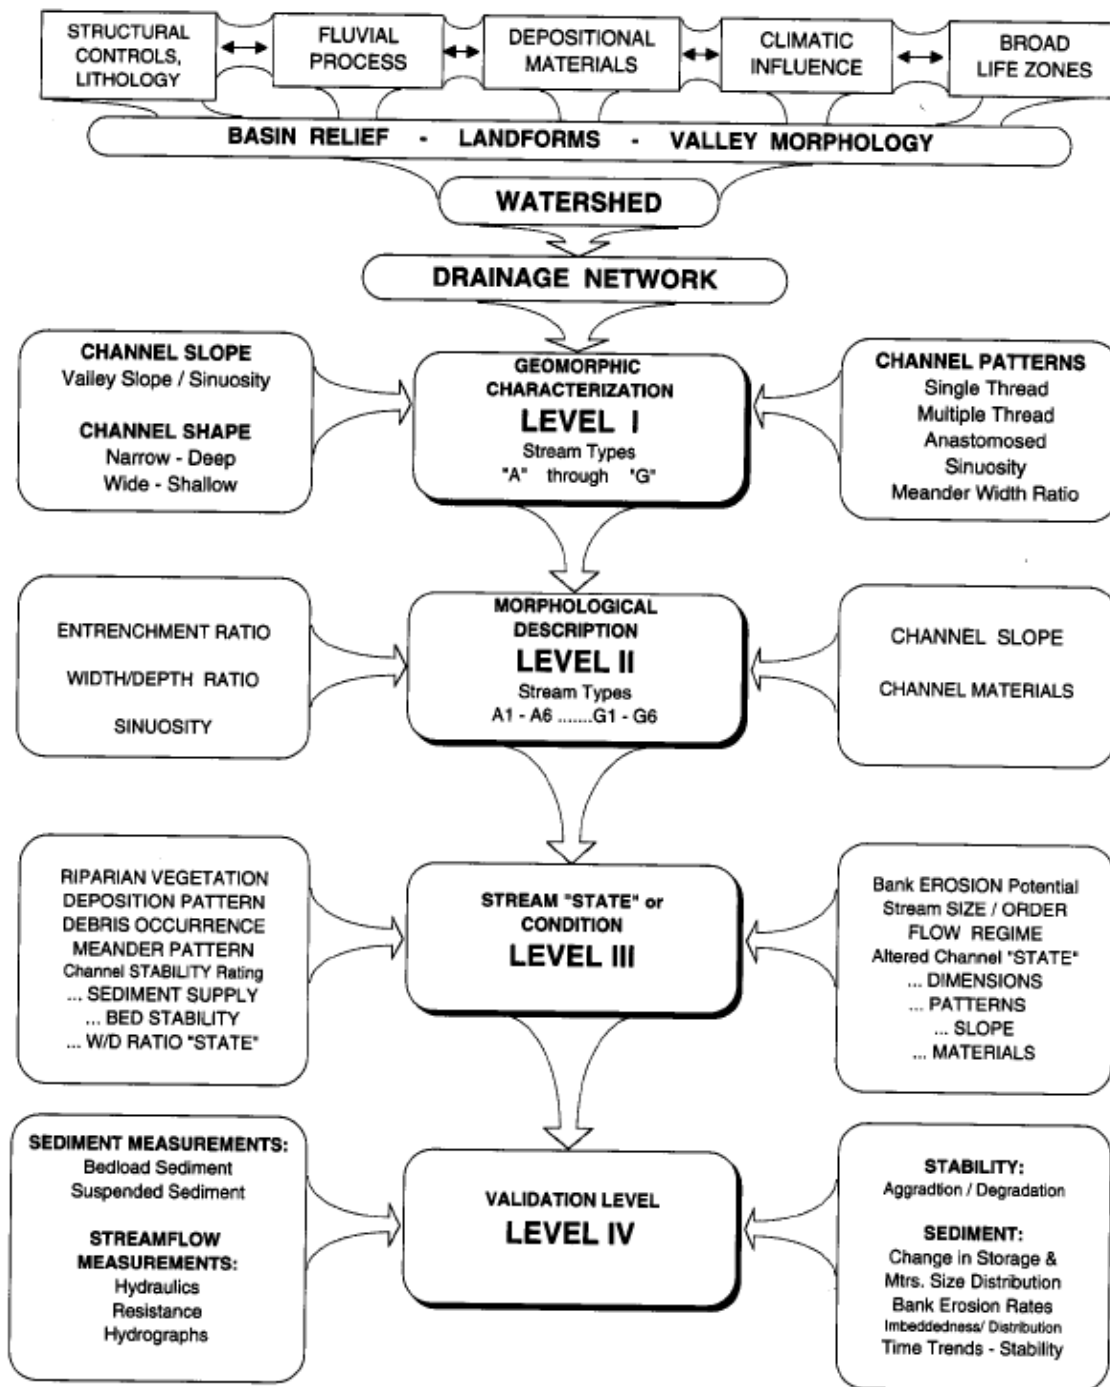 STRUCTURAL
CONTROLS,
LITHOLOGY
FLUVIAL
PROCESS
DEPOSITIONAL
MATERIALS
CLIMATIC
INFLUENCE
BROAD
LIFE ZONES
BASIN RELIEF - LANDFORMS - VALLEY MORPHOLOGY
WATERSHED
DRAINAGE NETWORK
CHANNEL SLOPE
Valley Slope / Sinuosity
CHANNEL SHAPE
Narrow - Deep
Wide - Shallow
GEOMORPHIC
CHARACTERIZATION
LEVEL I
Stream Types
"A" through "G"
CHANNEL PATTERNS
Single Thread
Multiple Thread
Anastomosed
Sinuosity
Meander Width Ratio
ENTRENCHMENT RATIO
WIDTH/DEPTH RATIO
SINUOSITY
MORPHOLOGICAL
DESCRIPTION
LEVEL II
Stream Types
A1 - A6 .......G1 - G6
CHANNEL SLOPE
CHANNEL MATERIALS
RIPARIAN VEGETATION
DEPOSITION PATTERN
DEBRIS OCCURRENCE
MEANDER PATTERN
Channel STABILITY Rating
... SEDIMENT SUPPLY
... BED STABILITY
... W/D RATIO "STATE"
STREAM "STATE" or
CONDITION
LEVEL III
Bank EROSION Potential
Stream SIZE / ORDER
FLOW REGIME
Altered Channel "STATE"
... DIMENSIONS
... PATTERNS
... SLOPE
... MATERIALS
SEDIMENT MEASUREMENTS:
Bedload Sediment
Suspended Sediment
STREAMFLOW
MEASUREMENTS:
Hydraulics
Resistance
Hydrographs
VALIDATION LEVEL
LEVEL IV
STABILITY:
Aggradtion / Degradation
SEDIMENT:
Change in Storage &
Mtrs. Size Distribution
Bank Erosion Rates
Imbeddedness/ Distribution
Time Trends - Stability